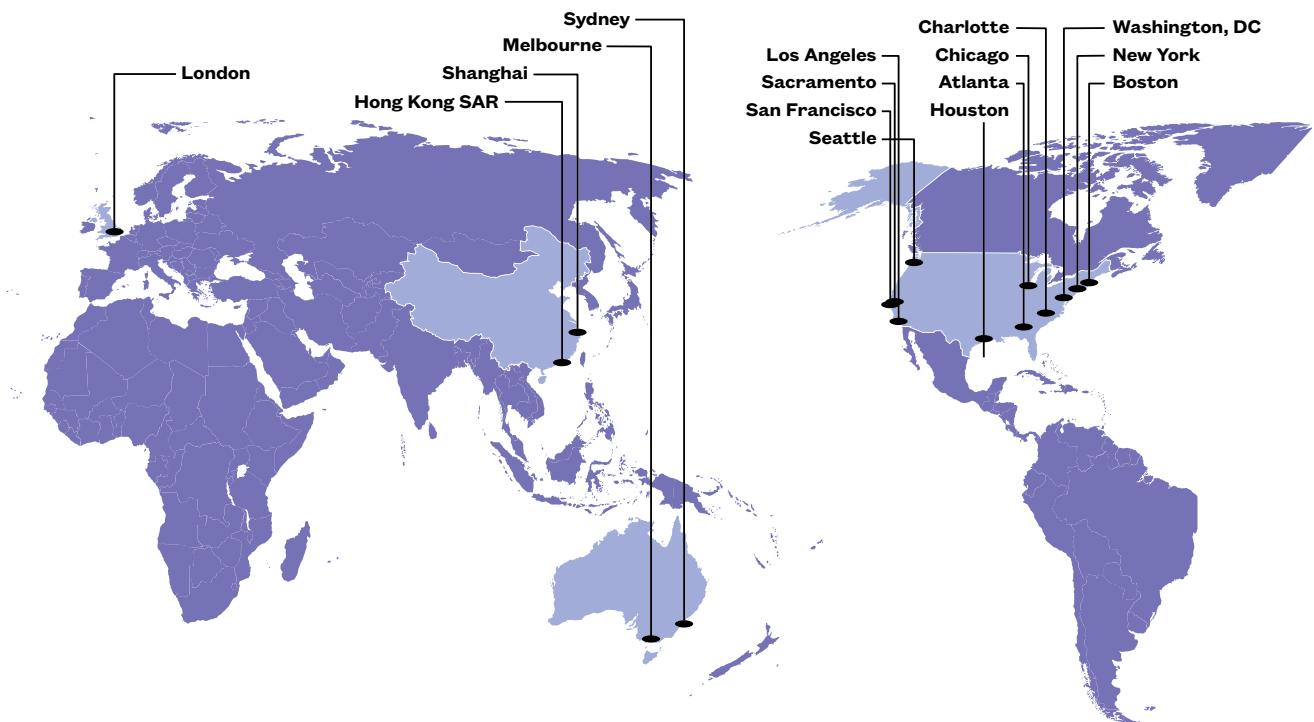 Sydney
Melbourne
Shanghai
Hong Kong SAR
London
Charlotte
Chicago
Atlanta
Houston
Los Angeles
Sacramento
San Francisco
Seattle
Washington, DC
New York
Boston